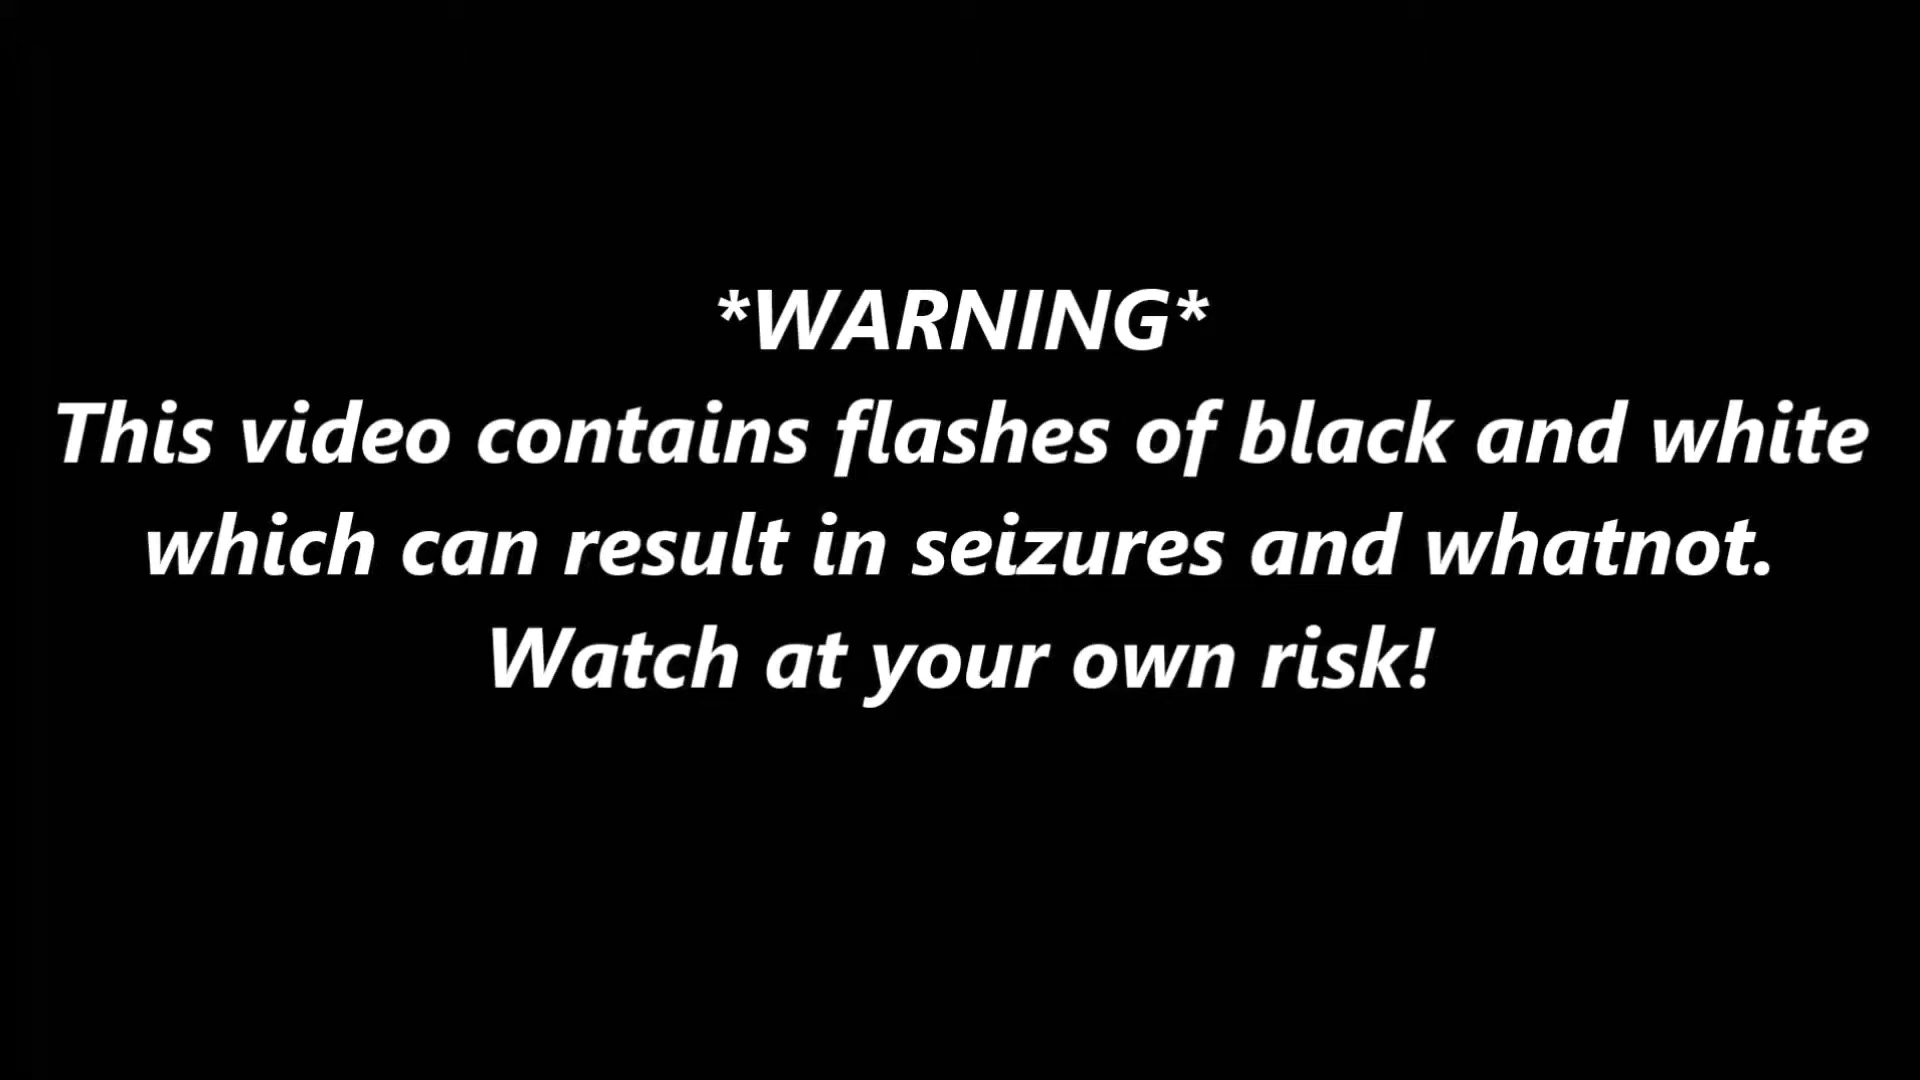 *WARNING*
This video contains flashes of black and white
which can result in seizures and whatnot.
Watch at your own risk!